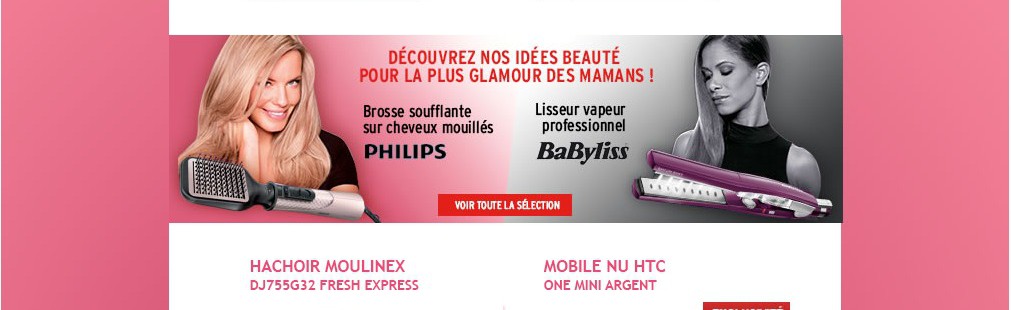 DÉCOUVREZ NOS IDÉES BEAUTÉ
POUR LA PLUS GLAMOUR DES MAMANS !
Brosse soufflante
sur cheveux mouillés
PHILIPS
Lisseur vapeur
professionnel
BaByliss
VOIR TOUTE LA SÉLECTION
HACHOIR MOULINEX
DJ755G32 FRESH EXPRESS
MOBILE NU HTC
ONE MINI ARGENT